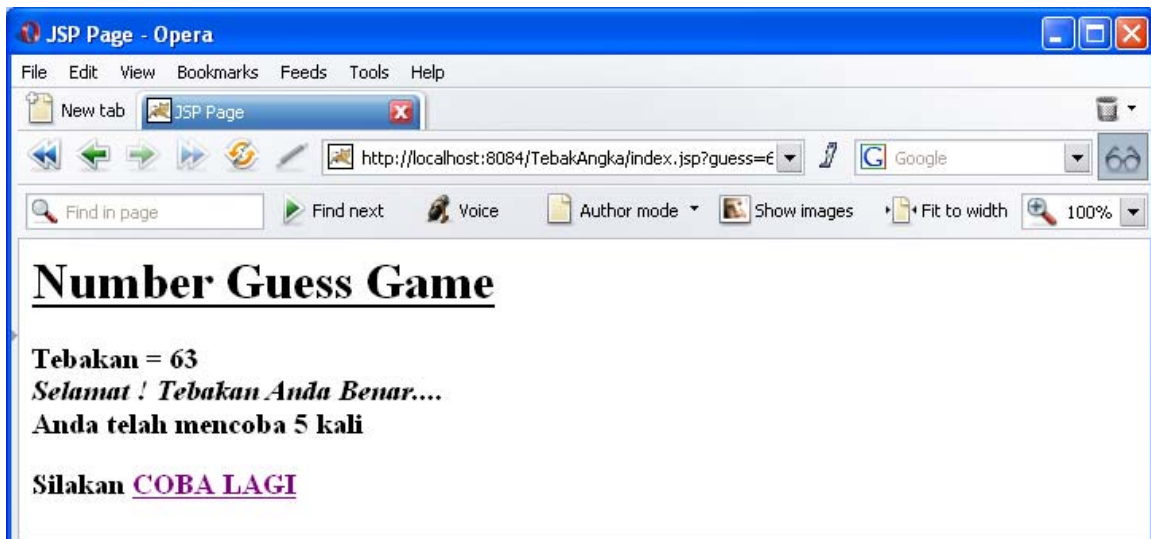 JSP Page - Opera
File Edit View Bookmarks Feeds Tools Help
New tab JSP Page
http://localhost:8084/TebakAngka/index.jsp?guess=6 Google
Find in page Find next Voice Author mode Show images Fit to width 100%
Number Guess Game
Tebakan = 63
Selamat ! Tebakan Anda Benar....
Anda telah mencoba 5 kali
Silakan COBA LAGI